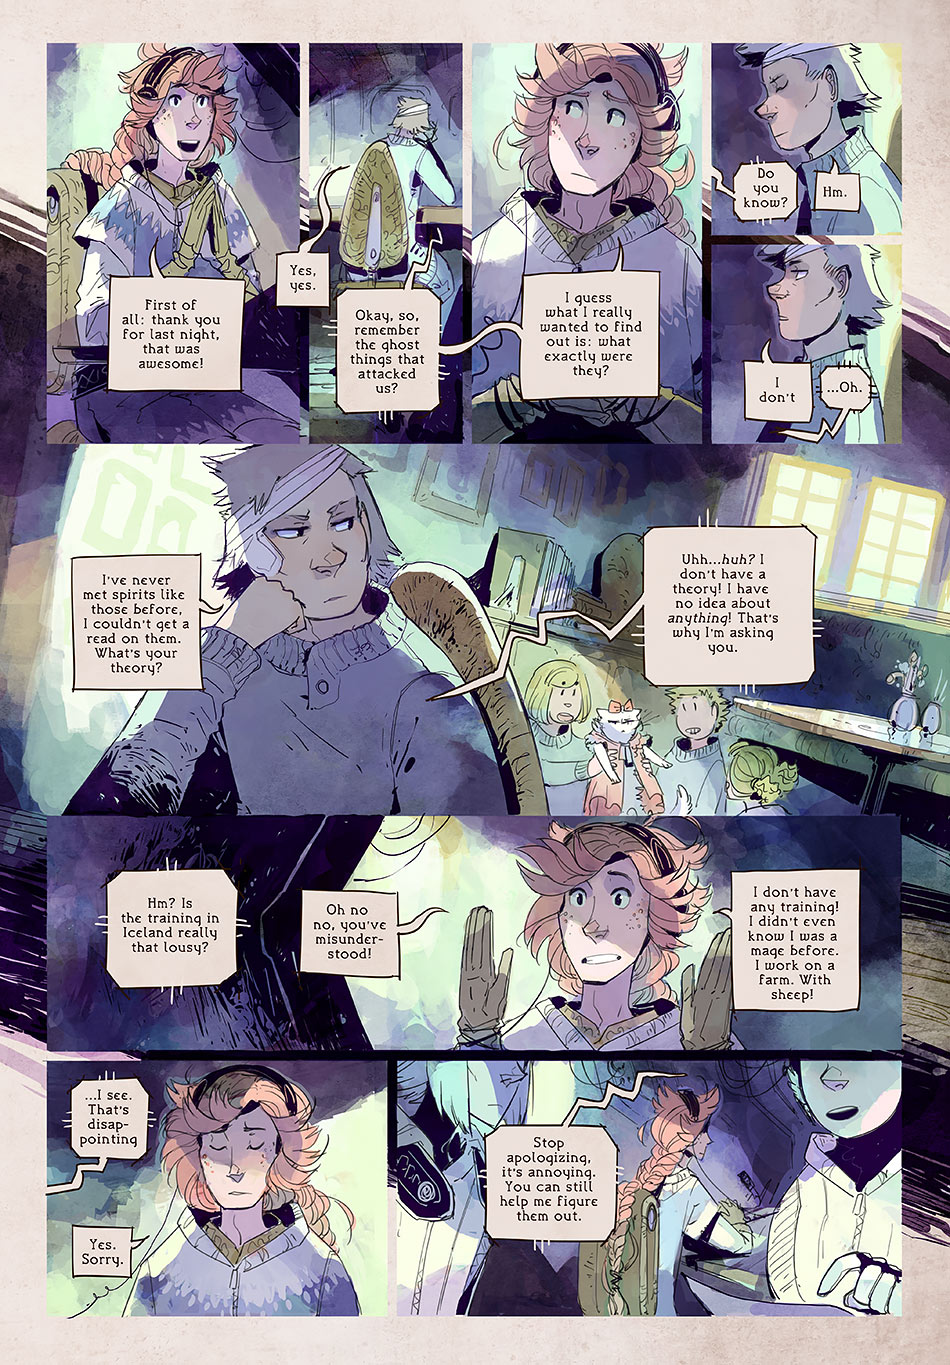 First of
all: thank you
for last night,
that was
awesome!
Yes,
yes.
Okay, so,
remember
the ghost
things that
attacked
us?
I guess
what I really
wanted to find
out is: what
exactly were
they?
Do
you
know?
Hm.
I
don't
...Oh.
I've never
met spirits like
those before,
I couldn't get a
read on them.
What's your
theory?
Uhh...huh? I
don't have a
theory! I have
no idea about
anything! That's
why I'm asking
you.
Hm? Is
the training in
Iceland really
that lousy?
Oh no
no, you've
misunder-
stood!
I don't have
any training!
I didn't even
know I was a
mage before.
I work on a
farm. With
sheep!
...I see.
That's
disap-
pointing
Yes.
Sorry.
Stop
apologizing,
it's annoying.
You can still
help me figure
them out.